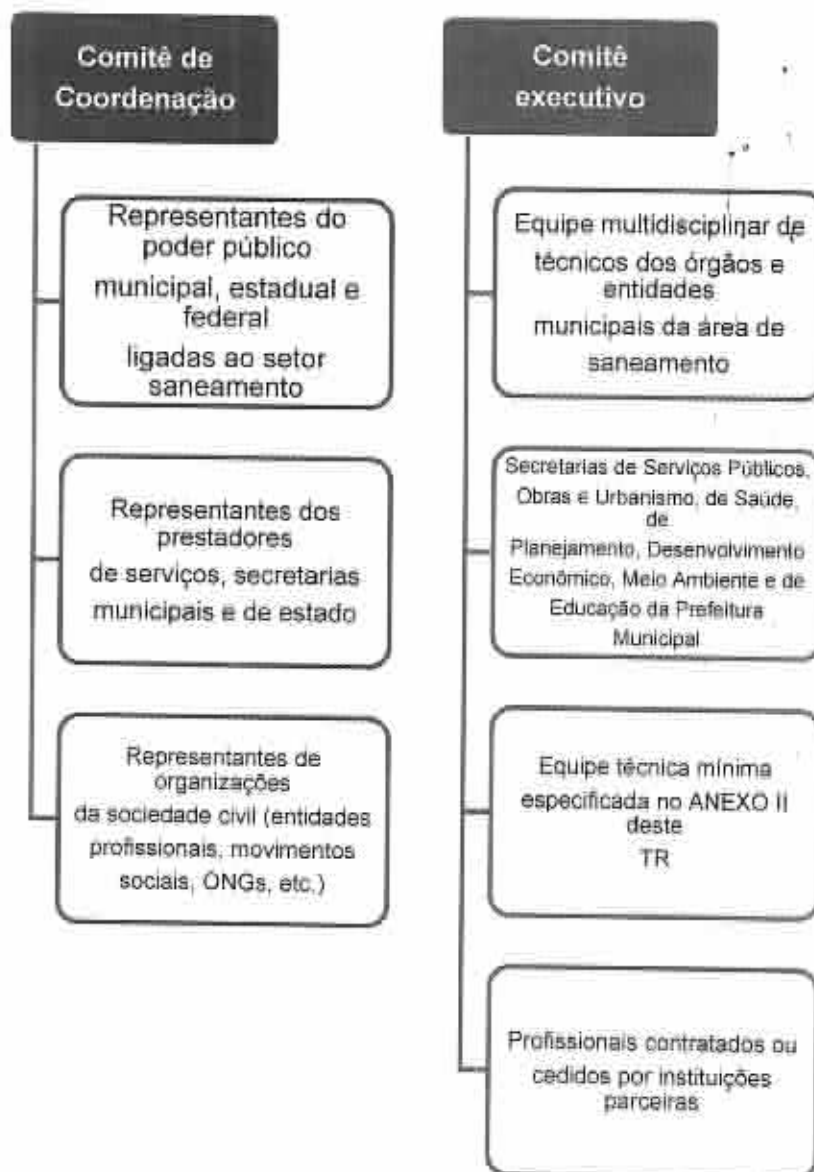 Comitê de
Coordenação
Representantes do
poder público
municipal, estadual e
federal
ligadas ao setor
saneamento
Representantes dos
prestadores
de serviços, secretarias
municipais e de estado
Representantes de
organizações
da sociedade civil (entidades
profissionais, movimentos
sociais, ONGs, etc.)
Comitê
executivo
Equipe multidisciplinar de
técnicos dos órgãos e
entidades
municipais da área de
saneamento
Secretarias de Serviços Públicos,
Obras e Urbanismo, de Saúde,
de
Planejamento, Desenvolvimento
Econômico, Meio Ambiente e de
Educação da Prefeitura
Municipal
Equipe técnica mínima
especificada no ANEXO II
deste
TR
Profissionais contratados ou
cedidos por instituições
parceiras